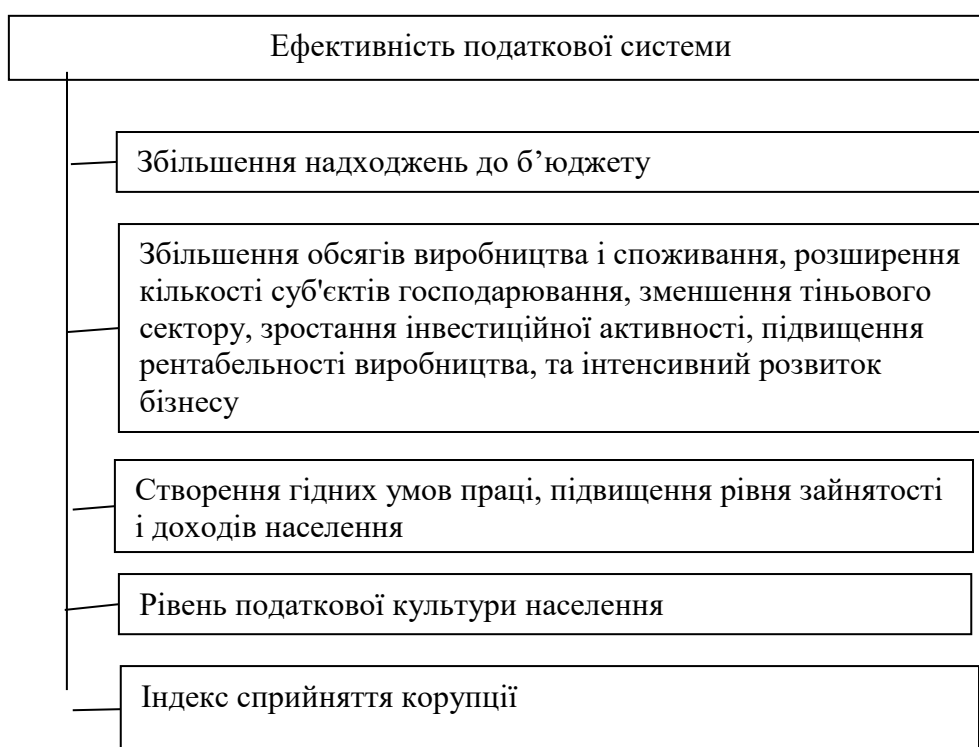 Ефективність податкової системи
Збільшення надходжень до б’юджету
Збільшення обсягів виробництва і споживання, розширення
кількості суб'єктів господарювання, зменшення тіньового
сектору, зростання інвестиційної активності, підвищення
рентабельності виробництва, та інтенсивний розвиток
бізнесу
Створення гідних умов праці, підвищення рівня зайнятості
і доходів населення
Рівень податкової культури населення
Індекс сприйняття корупції